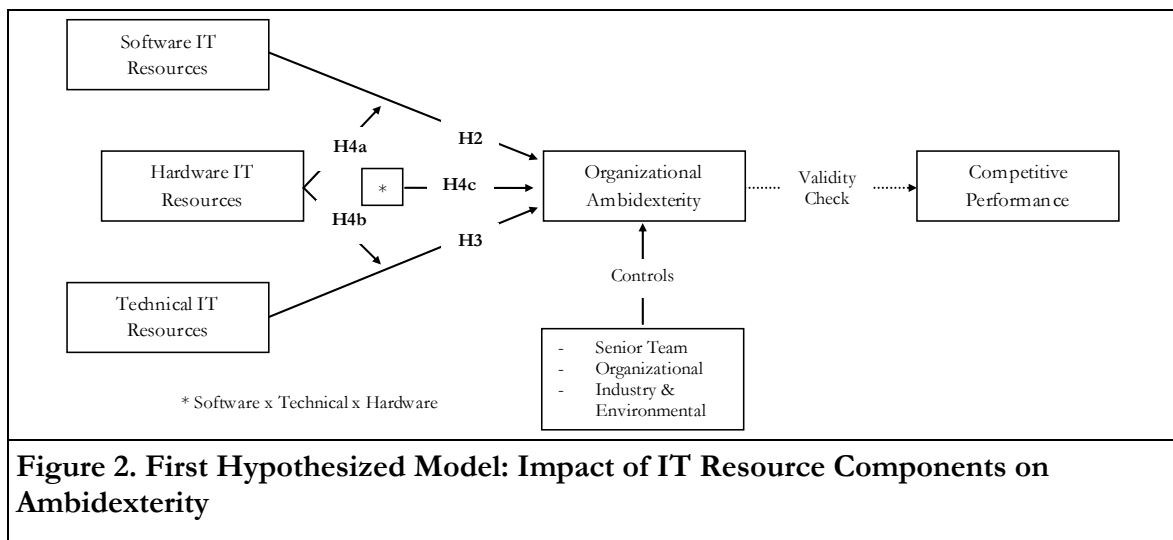 Software IT
Resources
H2
H4a
Hardware IT
Resources
*
H4c
Organizational
Ambidexterity
Validity
Check
Competitive
Performance
H4b
H3
Technical IT
Resources
Controls
- Senior Team
- Organizational
- Industry &
Environmental
* Software x Technical x Hardware
Figure 2. First Hypothesized Model: Impact of IT Resource Components on
Ambidexterity